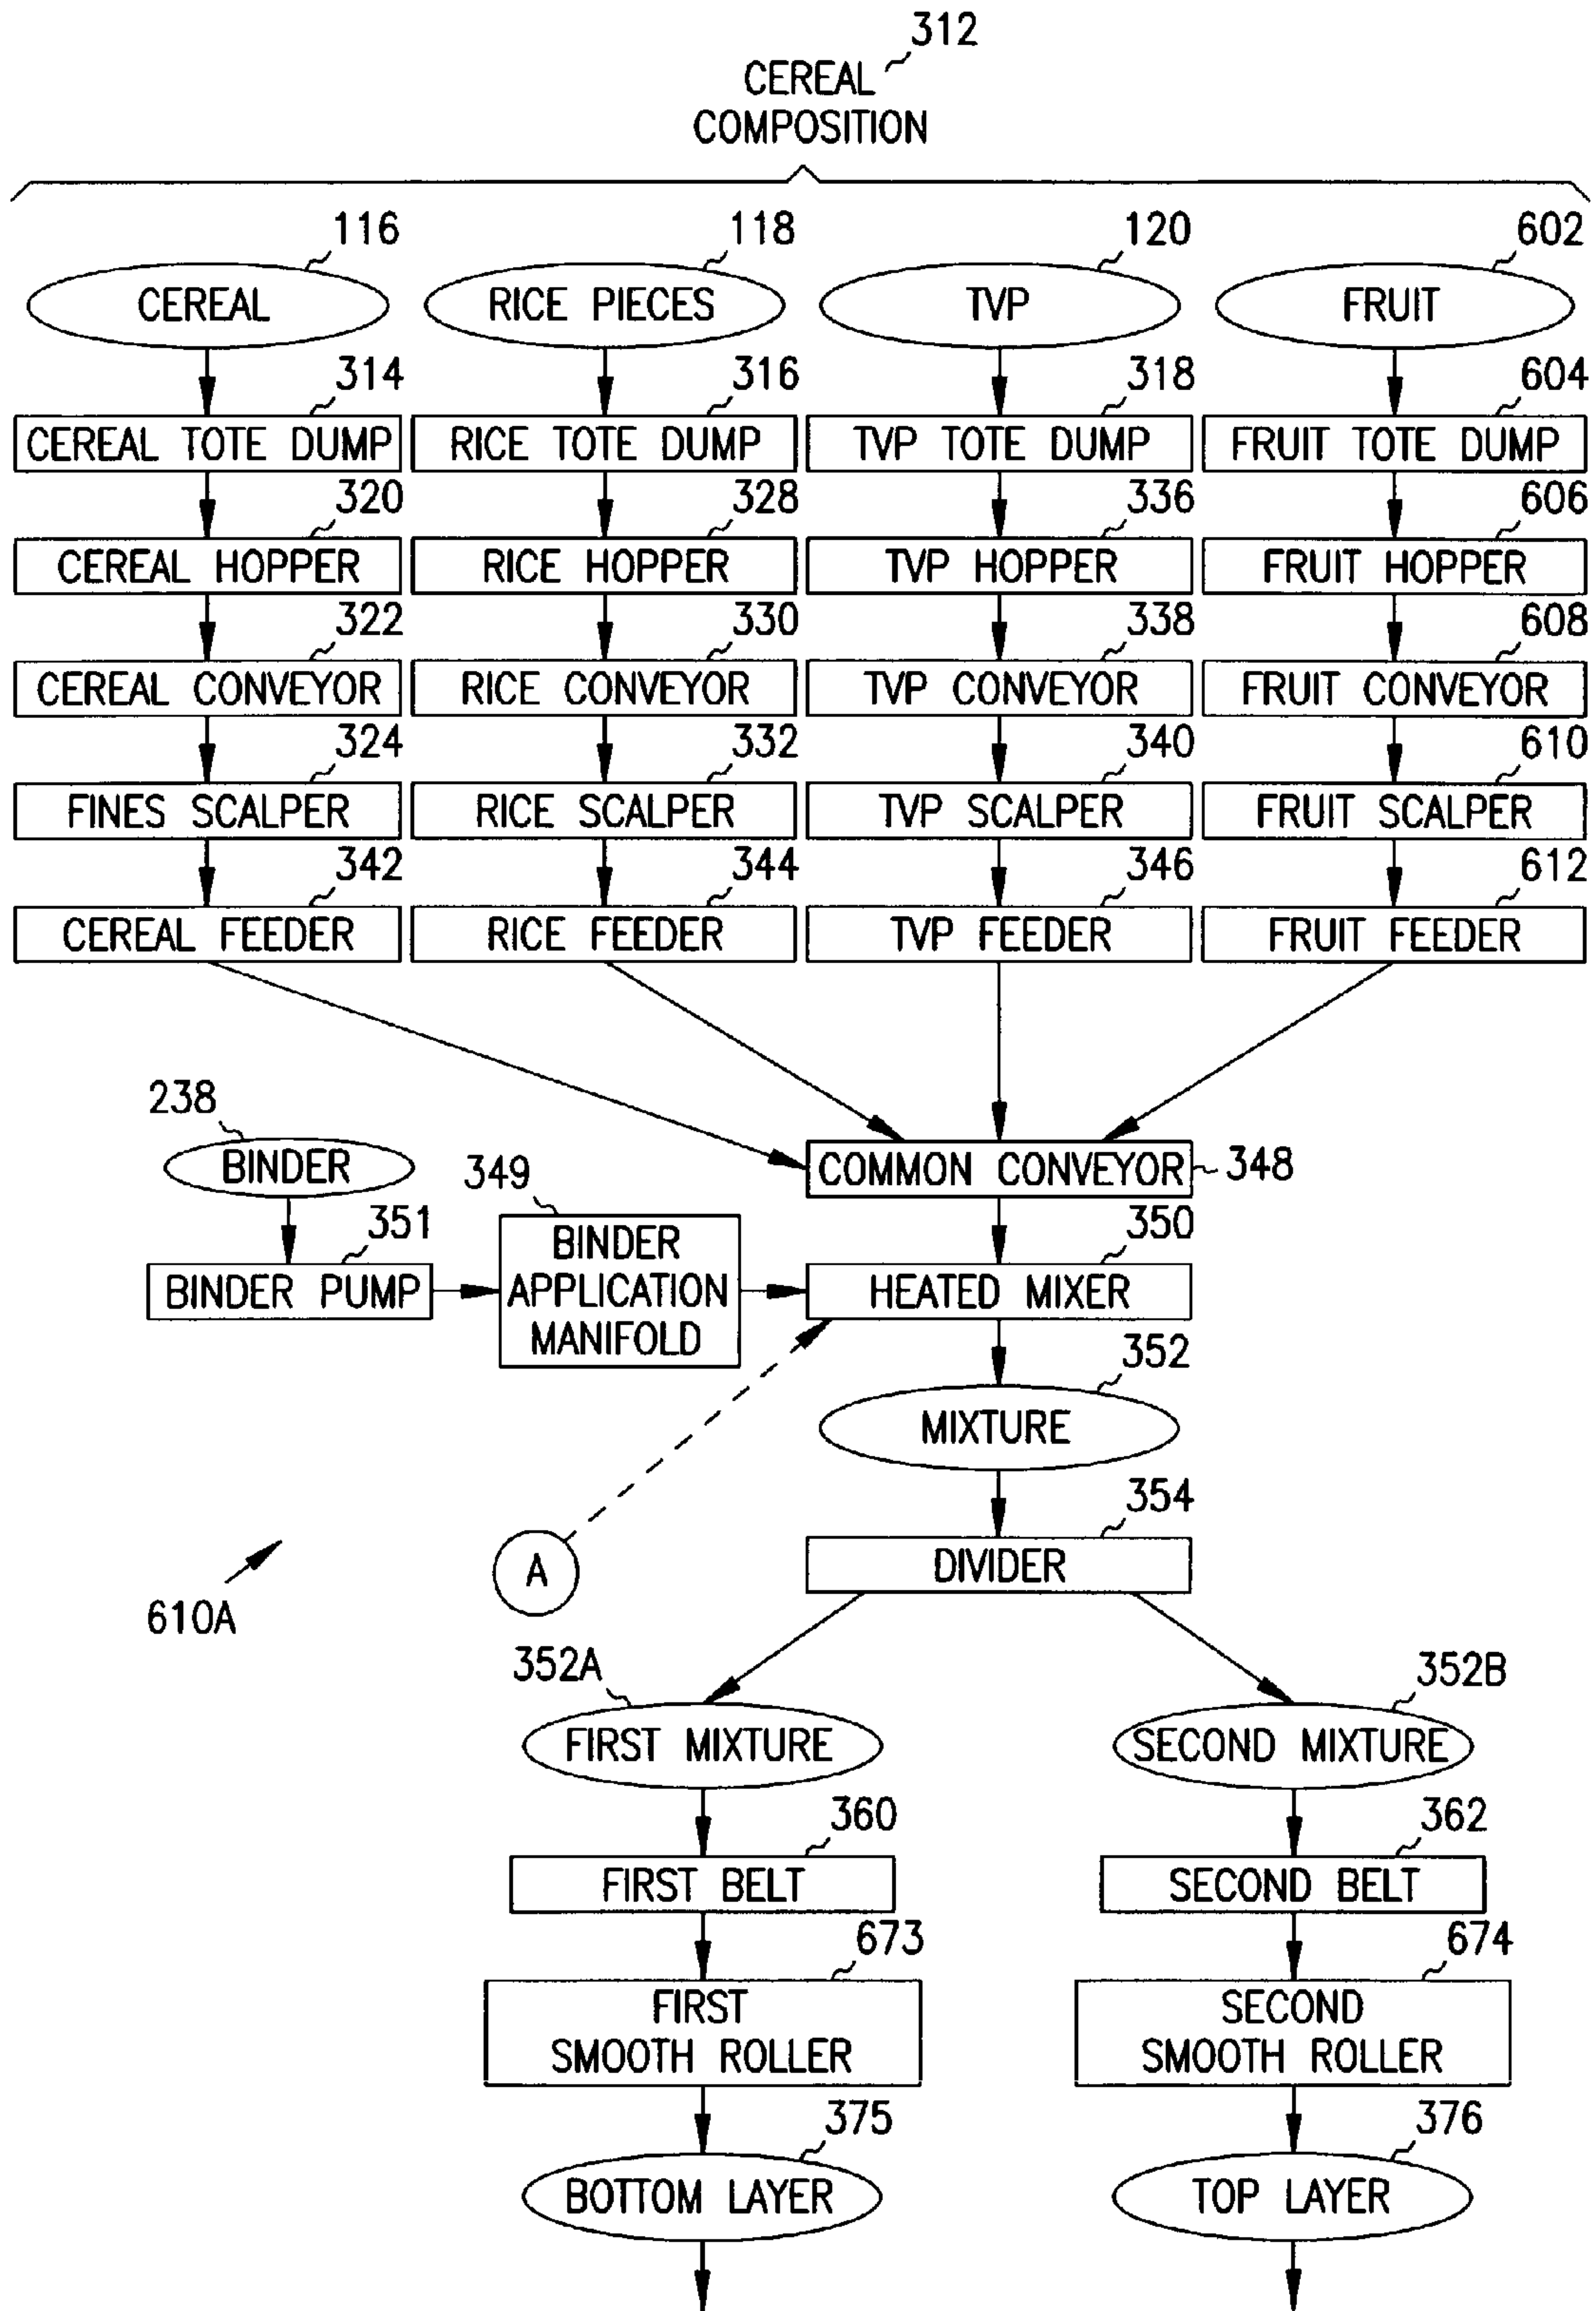 312
CEREAL
COMPOSITION
116 118 120 602
CEREAL RICE PIECES TVP FRUIT
314 316 318 604
CEREAL TOTE DUMP RICE TOTE DUMP TVP TOTE DUMP FRUIT TOTE DUMP
320 328 336 606
CEREAL HOPPER RICE HOPPER TVP HOPPER FRUIT HOPPER
322 330 338 608
CEREAL CONVEYOR RICE CONVEYOR TVP CONVEYOR FRUIT CONVEYOR
324 332 340 610
FINES SCALPER RICE SCALPER TVP SCALPER FRUIT SCALPER
342 344 346 612
CEREAL FEEDER RICE FEEDER TVP FEEDER FRUIT FEEDER
238
BINDER
349
COMMON CONVEYOR 348
351
BINDER PUMP
BINDER
APPLICATION
MANIFOLD
350
HEATED MIXER
352
MIXTURE
354
DIVIDER
A
610A
352A 352B
FIRST MIXTURE SECOND MIXTURE
360 362
FIRST BELT SECOND BELT
673 674
FIRST
SMOOTH ROLLER
SECOND
SMOOTH ROLLER
375 376
BOTTOM LAYER TOP LAYER